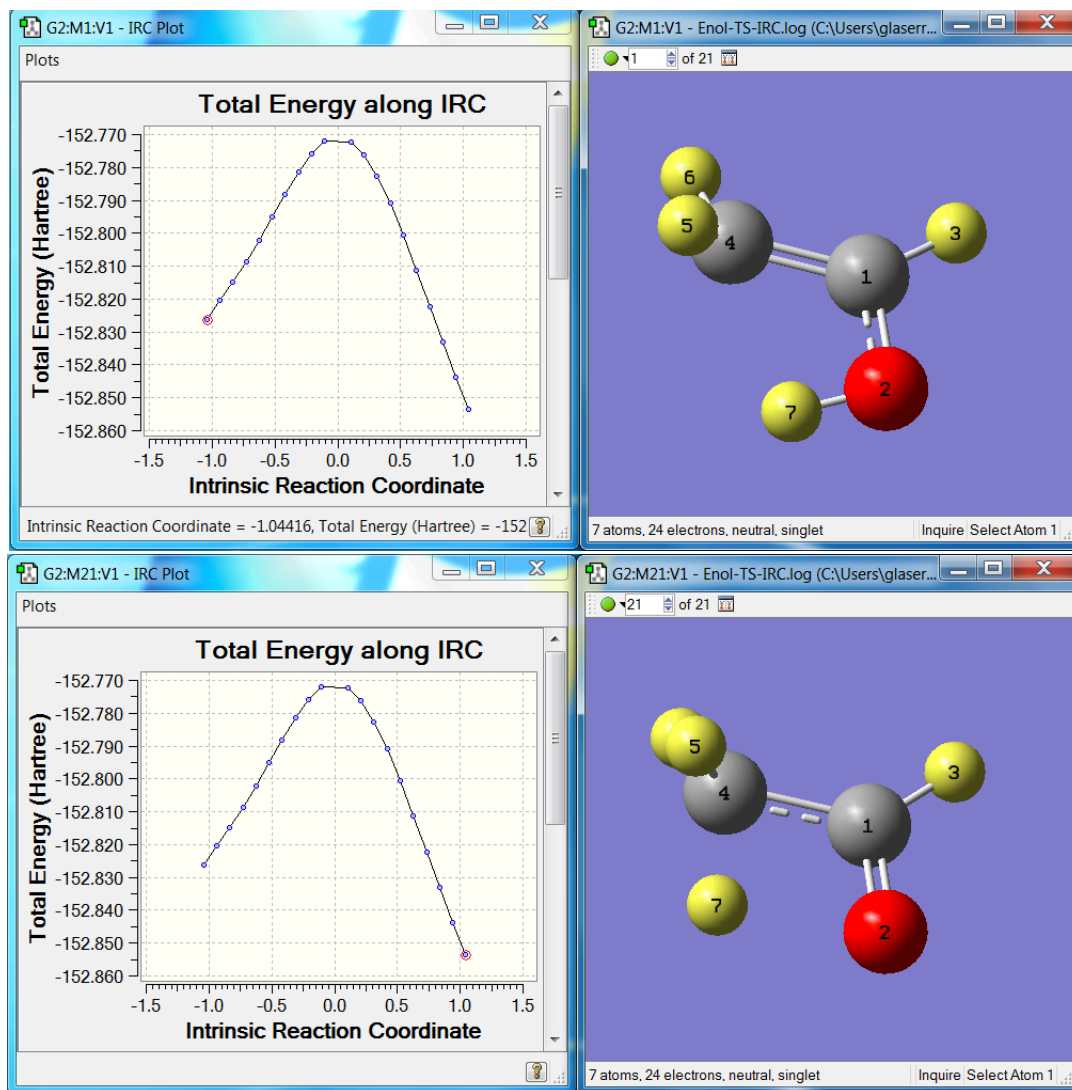 G2:M1:V1 - IRC Plot
Plots
Total Energy along IRC
Total Energy (Hartree)
-152.770
-152.780
-152.790
-152.800
-152.810
-152.820
-152.830
-152.840
-152.850
-152.860
-1.5 -1.0 -0.5 0.0 0.5 1.0 1.5
Intrinsic Reaction Coordinate
Intrinsic Reaction Coordinate = -1.04416, Total Energy (Hartree) = -152
G2:M1:V1 - Enol-TS-IRC.log (C:\Users\glaserr...
1 of 21
6
5
4
3
1
2
7
7 atoms, 24 electrons, neutral, singlet Inquire Select Atom 1
G2:M21:V1 - IRC Plot
Plots
Total Energy along IRC
Total Energy (Hartree)
-152.770
-152.780
-152.790
-152.800
-152.810
-152.820
-152.830
-152.840
-152.850
-152.860
-1.5 -1.0 -0.5 0.0 0.5 1.0 1.5
Intrinsic Reaction Coordinate
G2:M21:V1 - Enol-TS-IRC.log (C:\Users\glaserr...
21 of 21
5
4
3
1
7
2
7 atoms, 24 electrons, neutral, singlet Inquire Select Atom 1